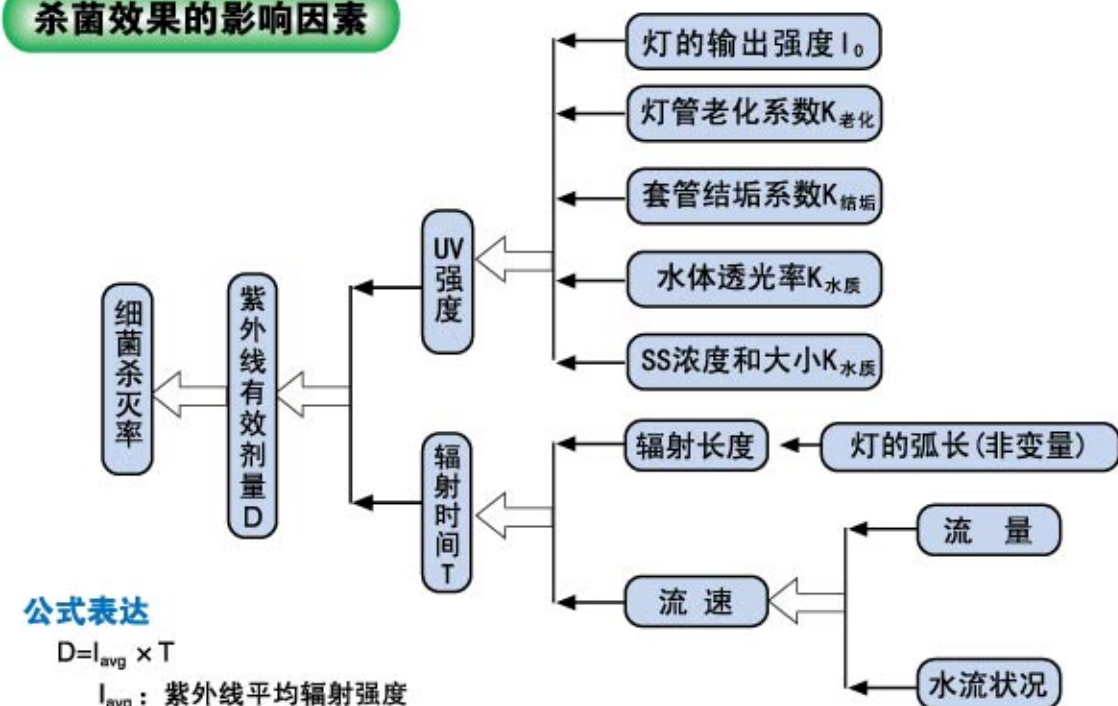 杀菌效果的影响因素
灯的输出强度I₀
灯管老化系数K老化
套管结垢系数K结垢
水体透光率K水质
SS浓度和大小K水质
UV强度
紫外线有效剂量D
细菌杀灭率
辐射时间T
辐射长度
灯的弧长(非变量)
流速
流量
水流状况
公式表达
D=Iavg × T
Iavg：紫外线平均辐射强度